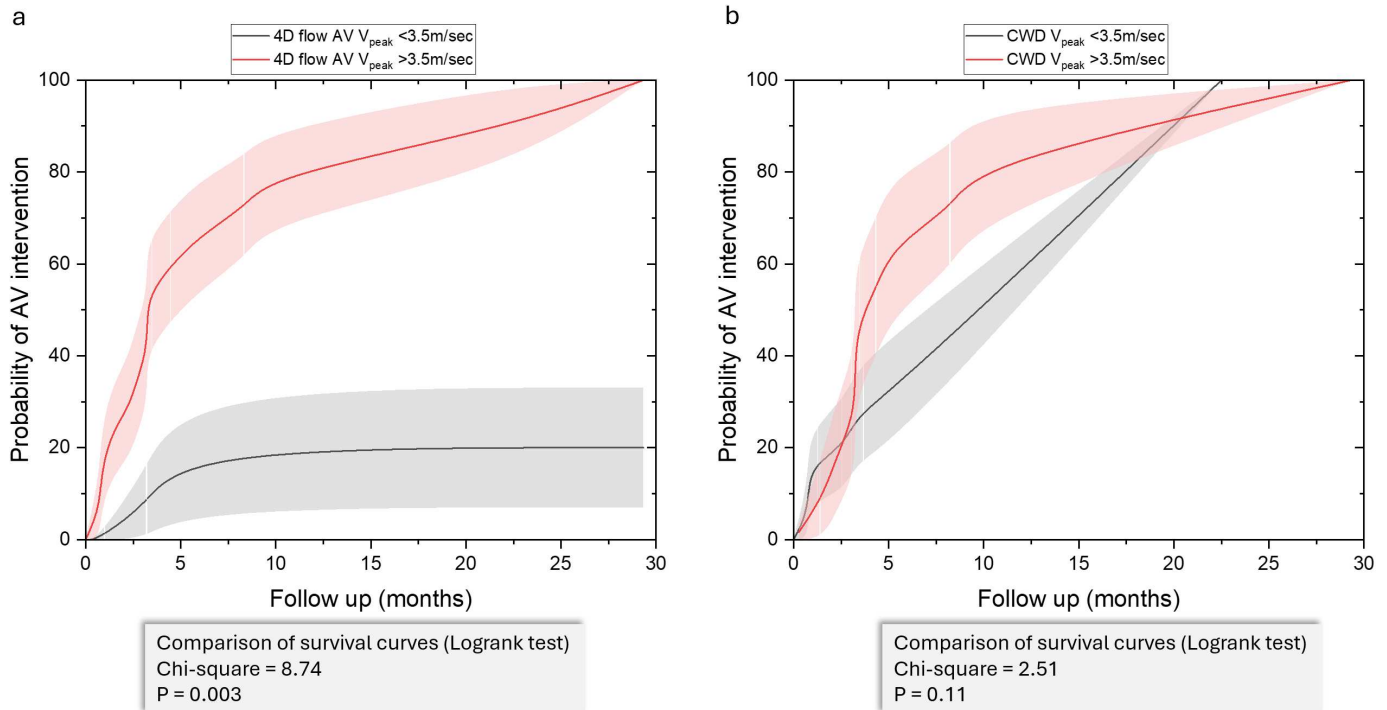 a
4D flow AV Vpeak <3.5m/sec
4D flow AV Vpeak >3.5m/sec
100
80
60
40
20
0
Probability of AV intervention
0 5 10 15 20 25 30
Follow up (months)
Comparison of survival curves (Logrank test)
Chi-square = 8.74
P = 0.003
b
CWD Vpeak <3.5m/sec
CWD Vpeak >3.5m/sec
100
80
60
40
20
0
Probability of AV intervention
0 5 10 15 20 25 30
Follow up (months)
Comparison of survival curves (Logrank test)
Chi-square = 2.51
P = 0.11